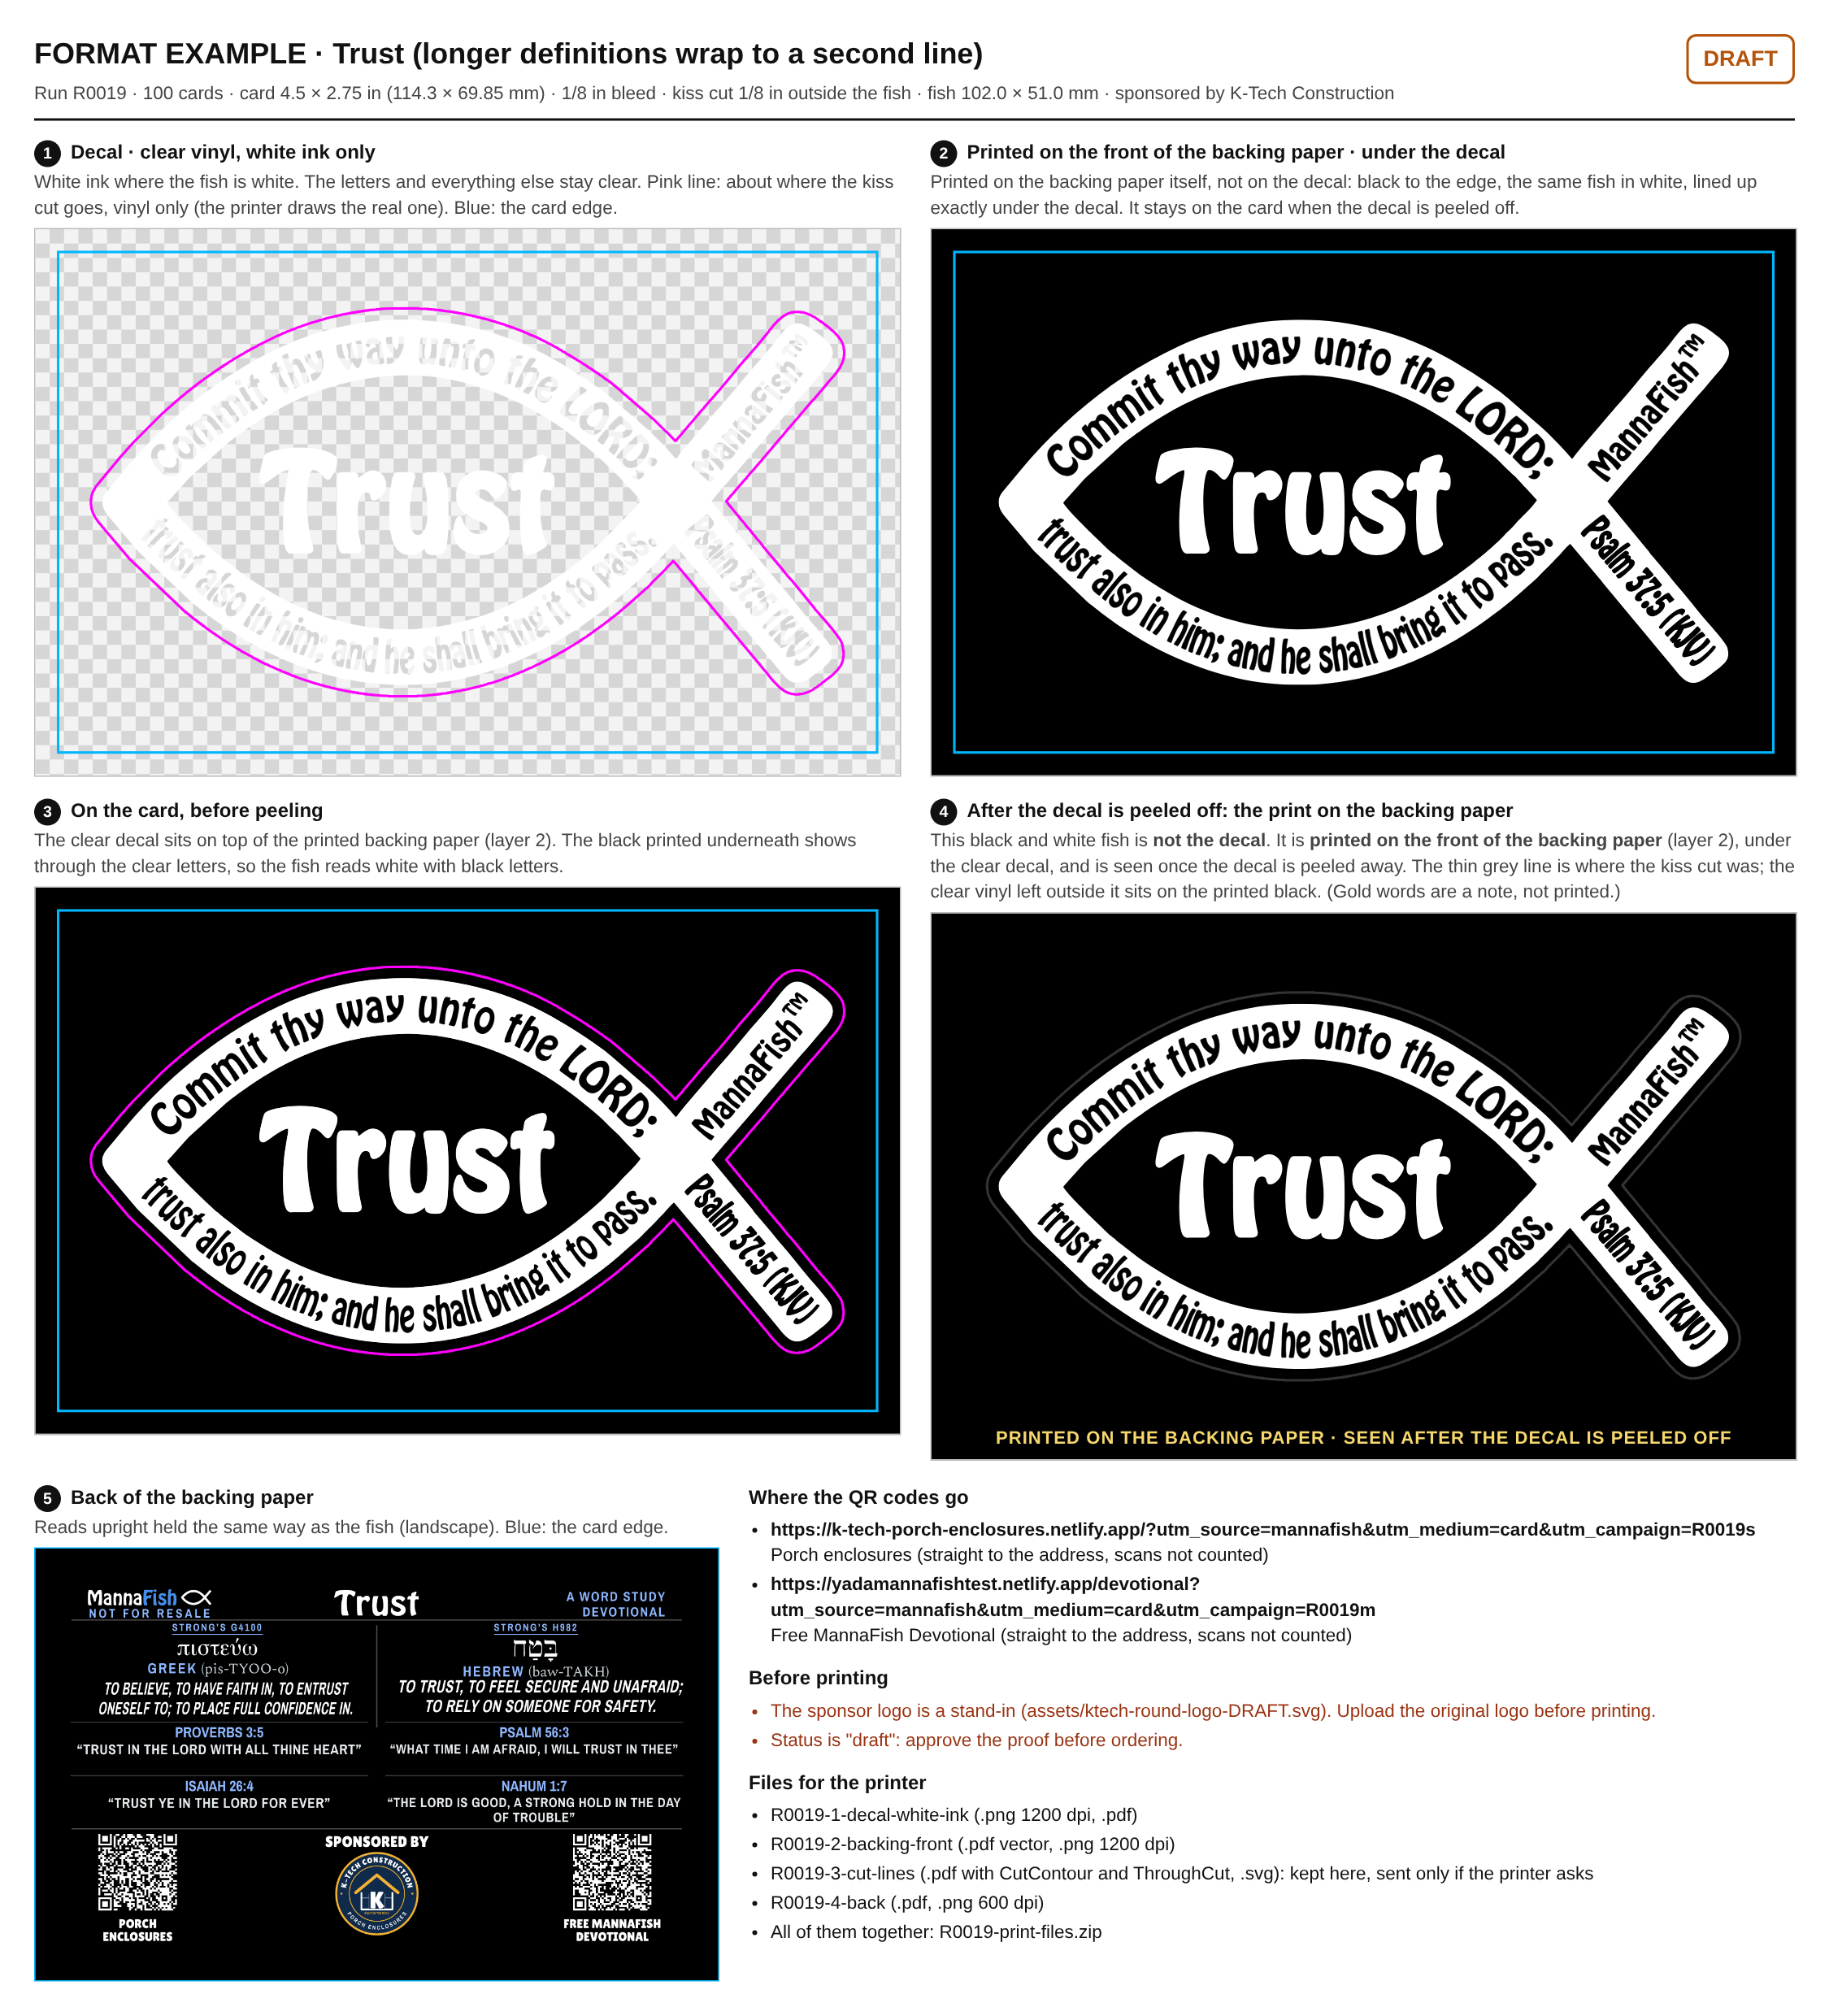 FORMAT EXAMPLE · Trust (longer definitions wrap to a second line)
DRAFT
Run R0019 · 100 cards · card 4.5 × 2.75 in (114.3 × 69.85 mm) · 1/8 in bleed · kiss cut 1/8 in outside the fish · fish 102.0 × 51.0 mm · sponsored by K-Tech Construction
1 Decal · clear vinyl, white ink only
White ink where the fish is white. The letters and everything else stay clear. Pink line: about where the kiss
cut goes, vinyl only (the printer draws the real one). Blue: the card edge.
Commit thy way unto the LORD;
MannaFish™
Trust
trust also in him; and he shall bring it to pass.
Psalm 37:5 (KJV)
2 Printed on the front of the backing paper · under the decal
Printed on the backing paper itself, not on the decal: black to the edge, the same fish in white, lined up
exactly under the decal. It stays on the card when the decal is peeled off.
Commit thy way unto the LORD;
MannaFish™
Trust
trust also in him; and he shall bring it to pass.
Psalm 37:5 (KJV)
3 On the card, before peeling
The clear decal sits on top of the printed backing paper (layer 2). The black printed underneath shows
through the clear letters, so the fish reads white with black letters.
Commit thy way unto the LORD;
MannaFish™
Trust
trust also in him; and he shall bring it to pass.
Psalm 37:5 (KJV)
4 After the decal is peeled off: the print on the backing paper
This black and white fish is not the decal. It is printed on the front of the backing paper (layer 2), under
the clear decal, and is seen once the decal is peeled away. The thin grey line is where the kiss cut was; the
clear vinyl left outside it sits on the printed black. (Gold words are a note, not printed.)
Commit thy way unto the LORD;
MannaFish™
Trust
trust also in him; and he shall bring it to pass.
Psalm 37:5 (KJV)
PRINTED ON THE BACKING PAPER · SEEN AFTER THE DECAL IS PEELED OFF
5 Back of the backing paper
Reads upright held the same way as the fish (landscape). Blue: the card edge.
MannaFish
NOT FOR RESALE
Trust
A WORD STUDY
DEVOTIONAL
STRONG'S G4100
πιστεύω
GREEK (pis-TYOO-o)
TO BELIEVE, TO HAVE FAITH IN, TO ENTRUST
ONESELF TO; TO PLACE FULL CONFIDENCE IN.
STRONG'S H982
בָּטַח
HEBREW (baw-TAKH)
TO TRUST, TO FEEL SECURE AND UNAFRAID;
TO RELY ON SOMEONE FOR SAFETY.
PROVERBS 3:5
“TRUST IN THE LORD WITH ALL THINE HEART”
PSALM 56:3
“WHAT TIME I AM AFRAID, I WILL TRUST IN THEE”
ISAIAH 26:4
“TRUST YE IN THE LORD FOR EVER”
NAHUM 1:7
“THE LORD IS GOOD, A STRONG HOLD IN THE DAY
OF TROUBLE”
PORCH
ENCLOSURES
SPONSORED BY
K-TECH CONSTRUCTION
K
PORCH ENCLOSURES
FREE MANNAFISH
DEVOTIONAL
Where the QR codes go
• https://k-tech-porch-enclosures.netlify.app/?utm_source=mannafish&utm_medium=card&utm_campaign=R0019s
Porch enclosures (straight to the address, scans not counted)
• https://yadamannafishtest.netlify.app/devotional?
utm_source=mannafish&utm_medium=card&utm_campaign=R0019m
Free MannaFish Devotional (straight to the address, scans not counted)
Before printing
• The sponsor logo is a stand-in (assets/ktech-round-logo-DRAFT.svg). Upload the original logo before printing.
• Status is "draft": approve the proof before ordering.
Files for the printer
• R0019-1-decal-white-ink (.png 1200 dpi, .pdf)
• R0019-2-backing-front (.pdf vector, .png 1200 dpi)
• R0019-3-cut-lines (.pdf with CutContour and ThroughCut, .svg): kept here, sent only if the printer asks
• R0019-4-back (.pdf, .png 600 dpi)
• All of them together: R0019-print-files.zip